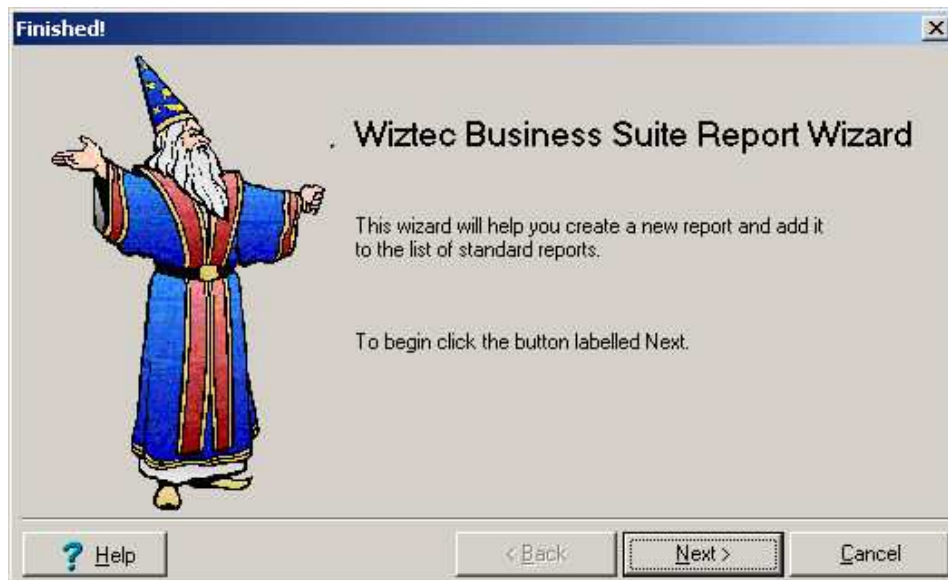 Finished!
Wiztec Business Suite Report Wizard
This wizard will help you create a new report and add it
to the list of standard reports.
To begin click the button labelled Next.
? Help
< Back
Next >
Cancel